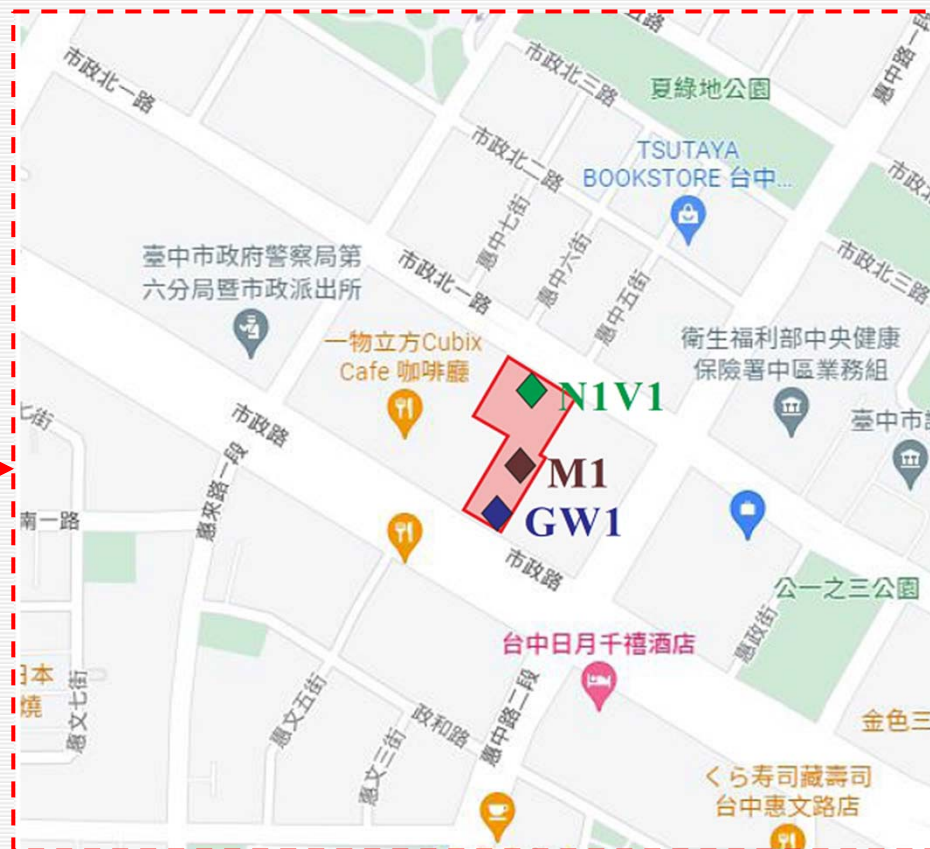 市政北一路
市政北三路
夏綠地公園
惠中路一段
市政北二路
TSUTAYA
BOOKSTORE 台中...
惠中七街
惠中六街
惠中五街
市政北三路
臺中市政府警察局第
六分局暨市政派出所
市政北一路
一物立方Cubix
Cafe 咖啡廳
衛生福利部中央健康
保險署中區業務組
N1V1
七街
市政路
臺中市
惠來路一段
M1
GW1
南一路
市政路
公一之三公園
惠政街
台中日月千禧酒店
日本
燒
惠文七街
惠文五街
惠中路二段
政和路
惠文三街
金色三
くら寿司藏壽司
台中惠文路店